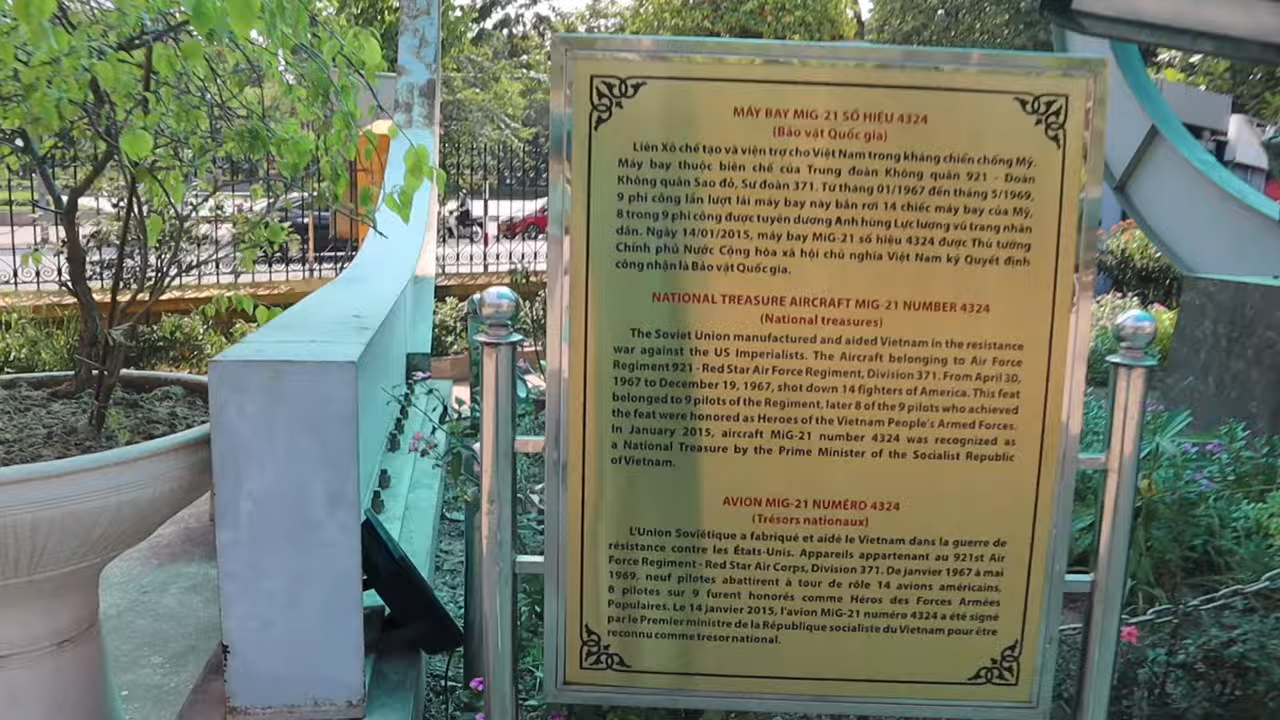 MÁY BAY MIG-21 SỐ HIỆU 4324
(Bảo vật Quốc gia)
Liên Xô chế tạo và viện trợ cho Việt Nam trong kháng chiến chống Mỹ.
Máy bay thuộc biên chế của Trung đoàn Không quân 921 - Đoàn
Không quân Sao đỏ, Sư đoàn 371. Từ tháng 01/1967 đến tháng 5/1969,
9 phi công lần lượt lái máy bay này bắn rơi 14 chiếc máy bay của Mỹ,
8 trong 9 phi công được tuyên dương Anh hùng Lực lượng vũ trang nhân
dân. Ngày 14/01/2015, máy bay MiG-21 số hiệu 4324 được Thủ tướng
Chính phủ Nước Cộng hòa xã hội chủ nghĩa Việt Nam ký Quyết định
công nhận là Bảo vật Quốc gia.
NATIONAL TREASURE AIRCRAFT MIG-21 NUMBER 4324
(National treasures)
The Soviet Union manufactured and aided Vietnam in the resistance
war against the US Imperialists. The Aircraft belonging to Air Force
Regiment 921 - Red Star Air Force Regiment, Division 371. From April 30,
1967 to December 19, 1967, shot down 14 fighters of America. This feat
belonged to 9 pilots of the Regiment, later 8 of the 9 pilots who achieved
the feat were honored as Heroes of the Vietnam People's Armed Forces.
In January 2015, aircraft MiG-21 number 4324 was recognized as
a National Treasure by the Prime Minister of the Socialist Republic
of Vietnam.
AVION MIG-21 NUMÉRO 4324
(Trésors nationaux)
L'Union Soviétique a fabriqué et aidé le Vietnam dans la guerre de
résistance contre les États-Unis. Appareils appartenant au 921st Air
Force Regiment - Red Star Air Corps, Division 371. De janvier 1967 à mai
1969, neuf pilotes abattirent à tour de rôle 14 avions américains,
8 pilotes sur 9 furent honorés comme Héros des Forces Armées
Populaires. Le 14 janvier 2015, l'avion MiG-21 numéro 4324 a été signé
par le Premier ministre de la République socialiste du Vietnam pour être
reconnu comme trésor national.